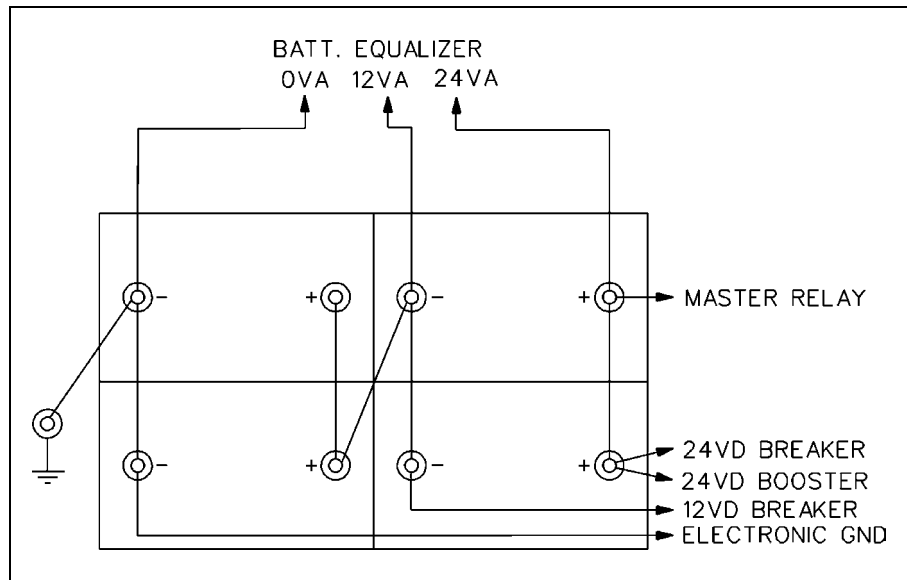 BATT. EQUALIZER
0VA 12VA 24VA
- + - +
MASTER RELAY
- + - +
24VD BREAKER
24VD BOOSTER
12VD BREAKER
ELECTRONIC GND